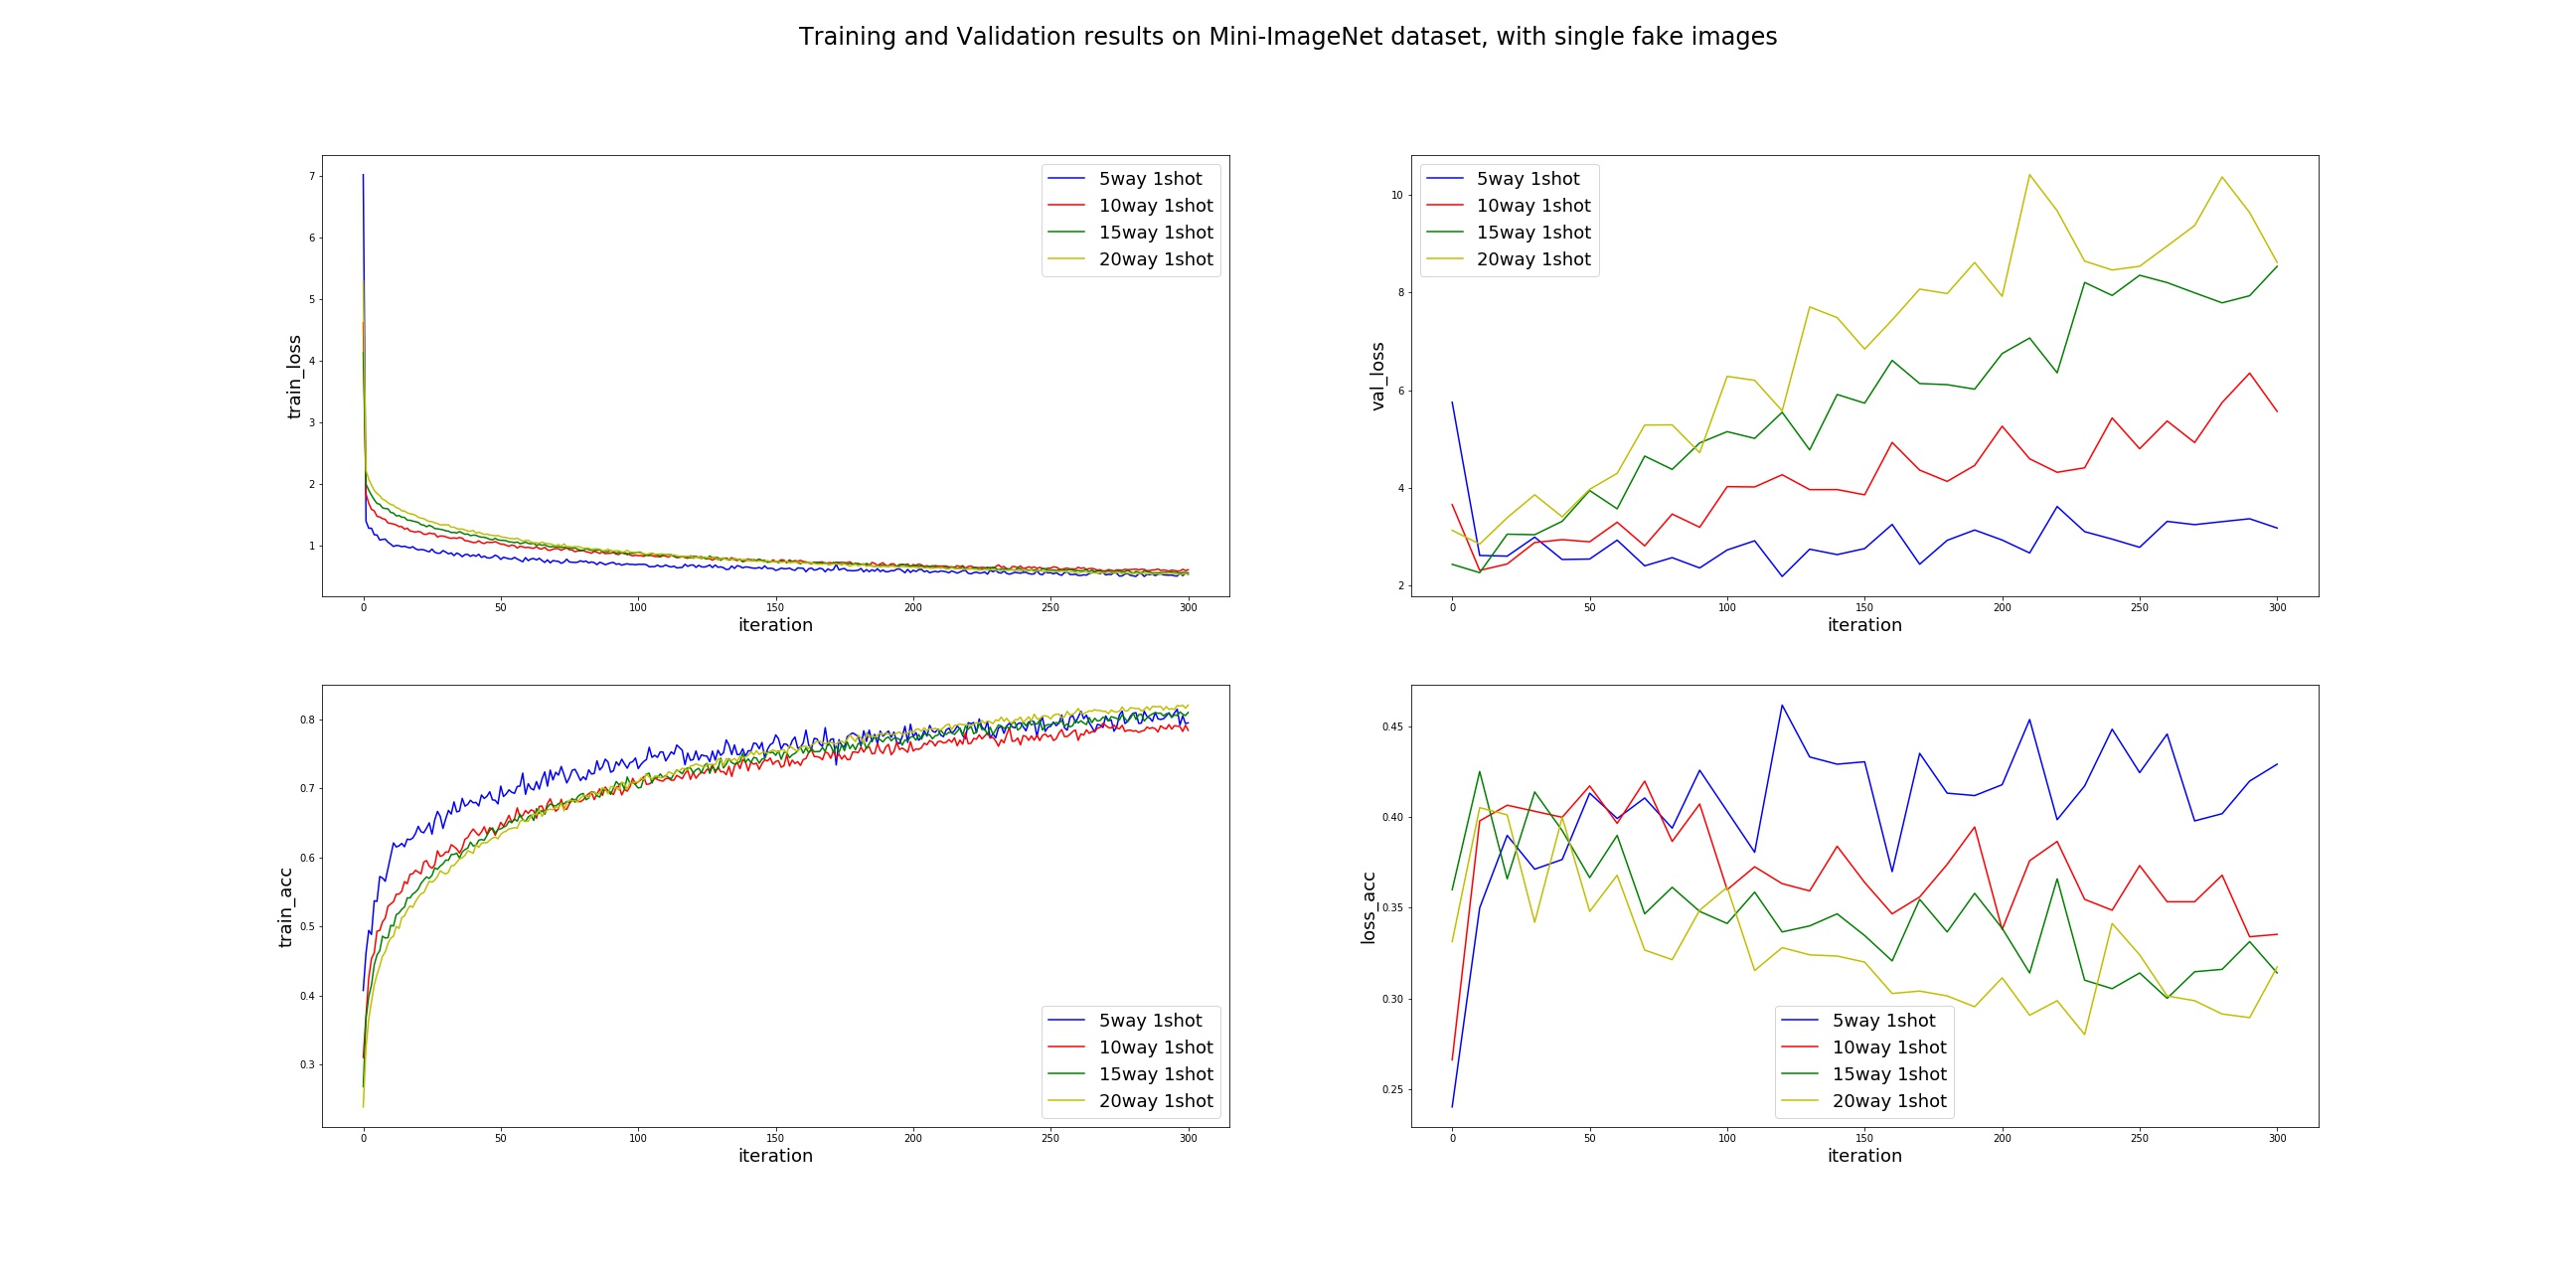 Training and Validation results on Mini-ImageNet dataset, with single fake images
train_loss
7
6
5
4
3
2
1
0 50 100 150 200 250 300
iteration
5way 1shot
10way 1shot
15way 1shot
20way 1shot
val_loss
10
8
6
4
2
0 50 100 150 200 250 300
iteration
5way 1shot
10way 1shot
15way 1shot
20way 1shot
train_acc
0.8
0.7
0.6
0.5
0.4
0.3
0 50 100 150 200 250 300
iteration
5way 1shot
10way 1shot
15way 1shot
20way 1shot
loss_acc
0.45
0.40
0.35
0.30
0.25
0 50 100 150 200 250 300
iteration
5way 1shot
10way 1shot
15way 1shot
20way 1shot